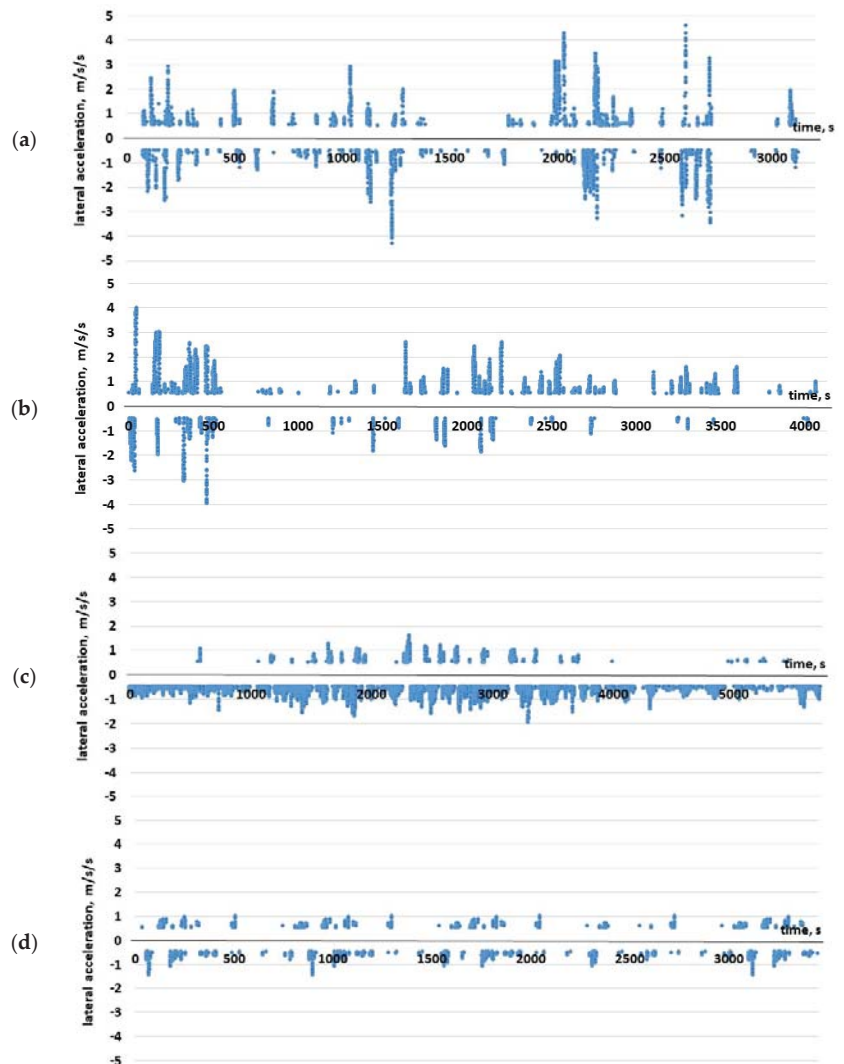 5
4
3
2
1
0
-1
-2
-3
-4
-5
lateral acceleration, m/s/s
(a)
time, s
0 500 1000 1500 2000 2500 3000
5
4
3
2
1
0
-1
-2
-3
-4
-5
lateral acceleration, m/s/s
(b)
time, s
0 500 1000 1500 2000 2500 3000 3500 4000
5
4
3
2
1
0
-1
-2
-3
-4
-5
lateral acceleration, m/s/s
(c)
time, s
0 1000 2000 3000 4000 5000
5
4
3
2
1
0
-1
-2
-3
-4
-5
lateral acceleration, m/s/s
(d)
time, s
0 500 1000 1500 2000 2500 3000